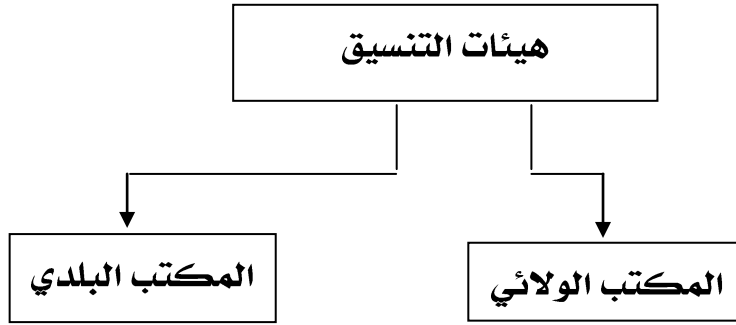 هيئات التنسيق
المكتب الولائي
المكتب البلدي